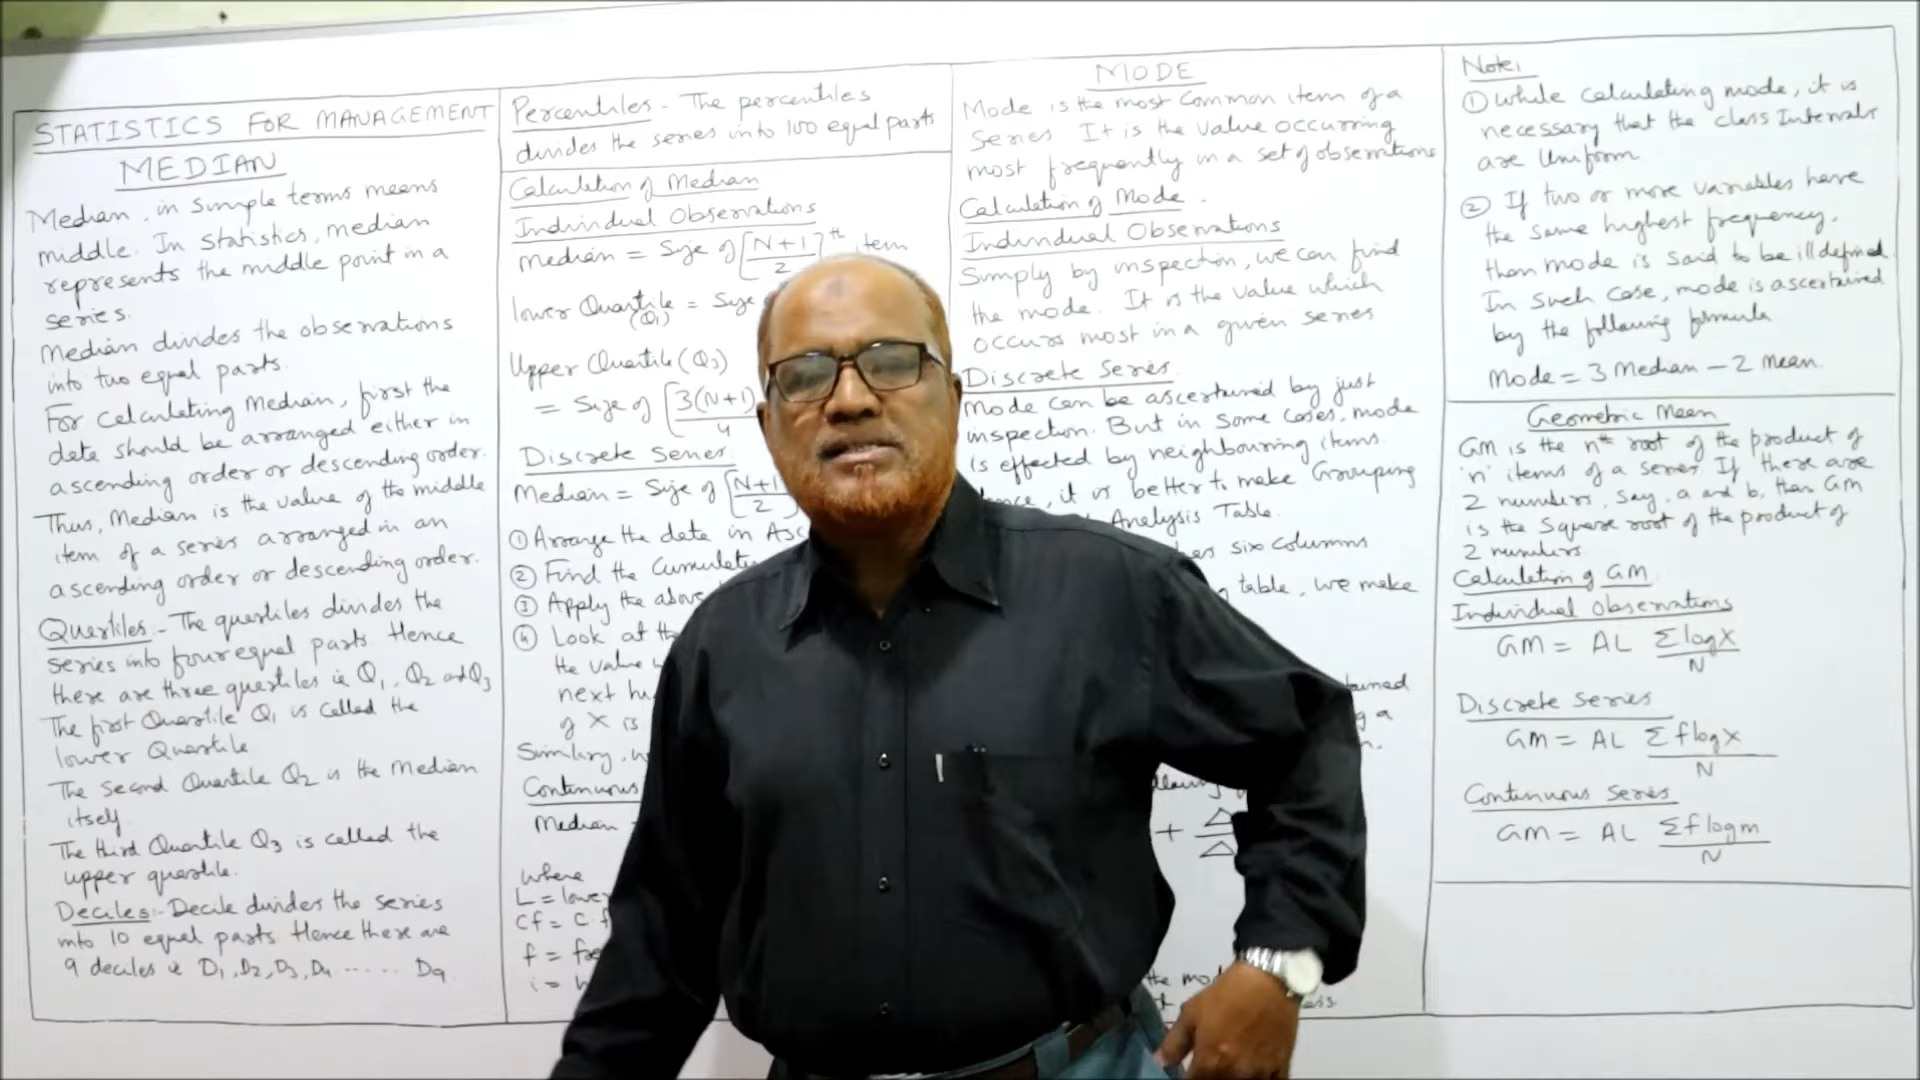 STATISTICS FOR MANAGEMENT
MEDIAN
Median, in simple terms means
middle. In Statistics, median
represents the middle point in a
series.
Median divides the observations
into two equal parts.
For calculating Median, first the
data should be arranged either in
ascending order or descending order.
Thus, Median is the value of the middle
item of a series arranged in an
ascending order or descending order.
Quartiles:- The quartiles divides the
series into four equal parts Hence
there are three quartiles ie Q1, Q2 and Q3
The first Quartile Q1 is called the
lower Quartile
The second Quartile Q2 is the Median
itself
The third Quartile Q3 is called the
upper quartile.
Deciles:- Decile divides the series
into 10 equal parts Hence there are
9 deciles ie D1, D2, D3, D4 ...... D9
Percentiles - The percentiles
divides the series into 100 equal parts
Calculation of Median
Individual Observations
Median = Size of [N+1/2]th item
lower Quartile = Size
(Q1)
Upper Quartile (Q3)
= Size of [3(N+1)/4
Discrete Series
Median = Size of [N+1/2
① Arrange the data in Asc
② Find the Cumulati
③ Apply the above
④ Look at th
the value
next
of X is
Continuous
Median
where
L = lower
Cf = C.f
f = fre
i =
MODE
Mode is the most common item of a
series It is the value occurring
most frequently in a set of observations
Calculation of Mode.
Individual Observations
Simply by inspection, we can find
the mode. It is the value which
occurs most in a given series
Discrete Series
Mode can be ascertained by just
inspection. But in some cases, mode
is effected by neighbouring items.
it is better to make Grouping
Analysis Table.
has six columns
table, we make
tained
g a
+ △/△
the mod
Note:
① While calculating mode, it is
necessary that the class Intervals
are Uniform
② If two or more variables have
the same highest frequency,
then mode is said to be illdefined.
In such case, mode is ascertained
by the following formula
Mode = 3 Median - 2 Mean.
Geometric Mean
GM is the nth root of the product of
'n' items of a series If there are
2 numbers, say, a and b, then GM
is the square root of the product of
2 numbers
Calculation of GM
Individual Observations
GM = AL Σlogx/N
Discrete Series
GM = AL Σflogx/N
Continuous Series
GM = AL Σflogm/N